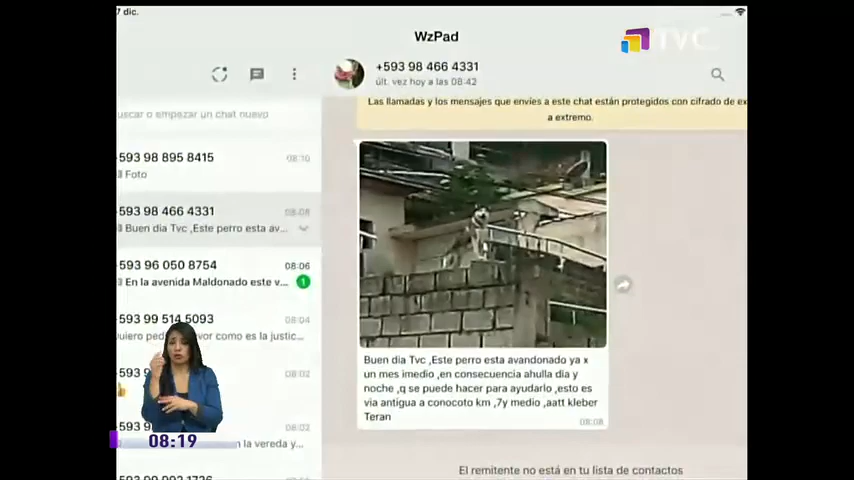 7 dic.
WzPad
TVC
+593 98 466 4331
últ. vez hoy a las 08:42
Buscar o empezar un chat nuevo
Las llamadas y los mensajes que envíes a este chat están protegidos con cifrado de ex
a extremo.
593 98 895 8415
08:10
Foto
593 98 466 4331
08:08
Buen dia Tvc ,Este perro esta av...
593 96 050 8754
08:06
En la avenida Maldonado este v...
1
593 99 514 5093
08:04
como es la justic...
08:02
08:02
n la vereda y...
Buen dia Tvc ,Este perro esta avandonado ya x
un mes imedio ,en consecuencia ahulla dia y
noche ,q se puede hacer para ayudarlo ,esto es
via antigua a conocoto km ,7y medio ,aatt kleber
Teran
08:08
08:19
El remitente no está en tu lista de contactos